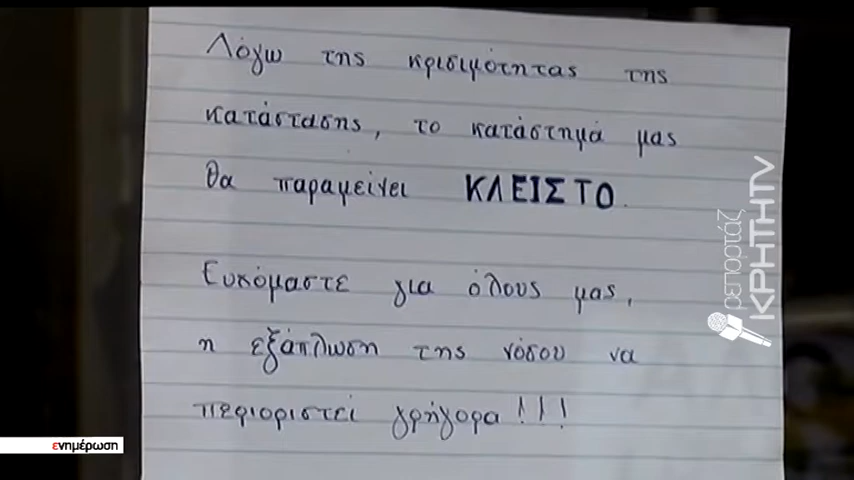 Λόγω της κρισιμότητας της
κατάστασης, το κατάστημά μας
θα παραμείνει ΚΛΕΙΣΤΟ.
Ευχόμαστε για όλους μας,
η εξάπλωση της νόσου να
περιοριστεί γρήγορα!!!
ρεπορτάζ
ΚΡΗΤΗTV
ενημέρωση